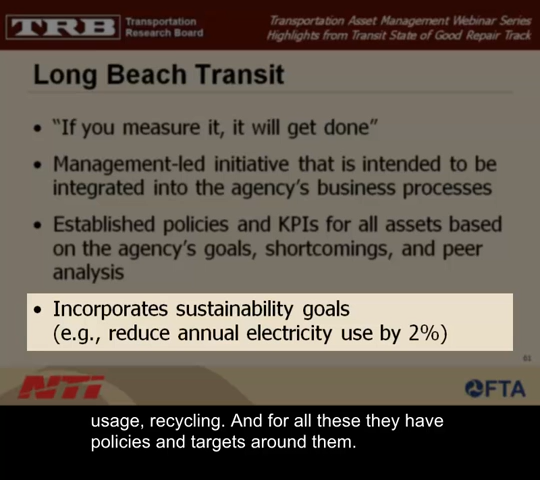 TRB Transportation Research Board
Transportation Asset Management Webinar Series
Highlights from Transit State of Good Repair Track
Long Beach Transit
• "If you measure it, it will get done"
• Management-led initiative that is intended to be
integrated into the agency's business processes
• Established policies and KPIs for all assets based
on the agency's goals, shortcomings, and peer
analysis
• Incorporates sustainability goals
(e.g., reduce annual electricity use by 2%)
61
NTI
FTA
usage, recycling. And for all these they have
policies and targets around them.